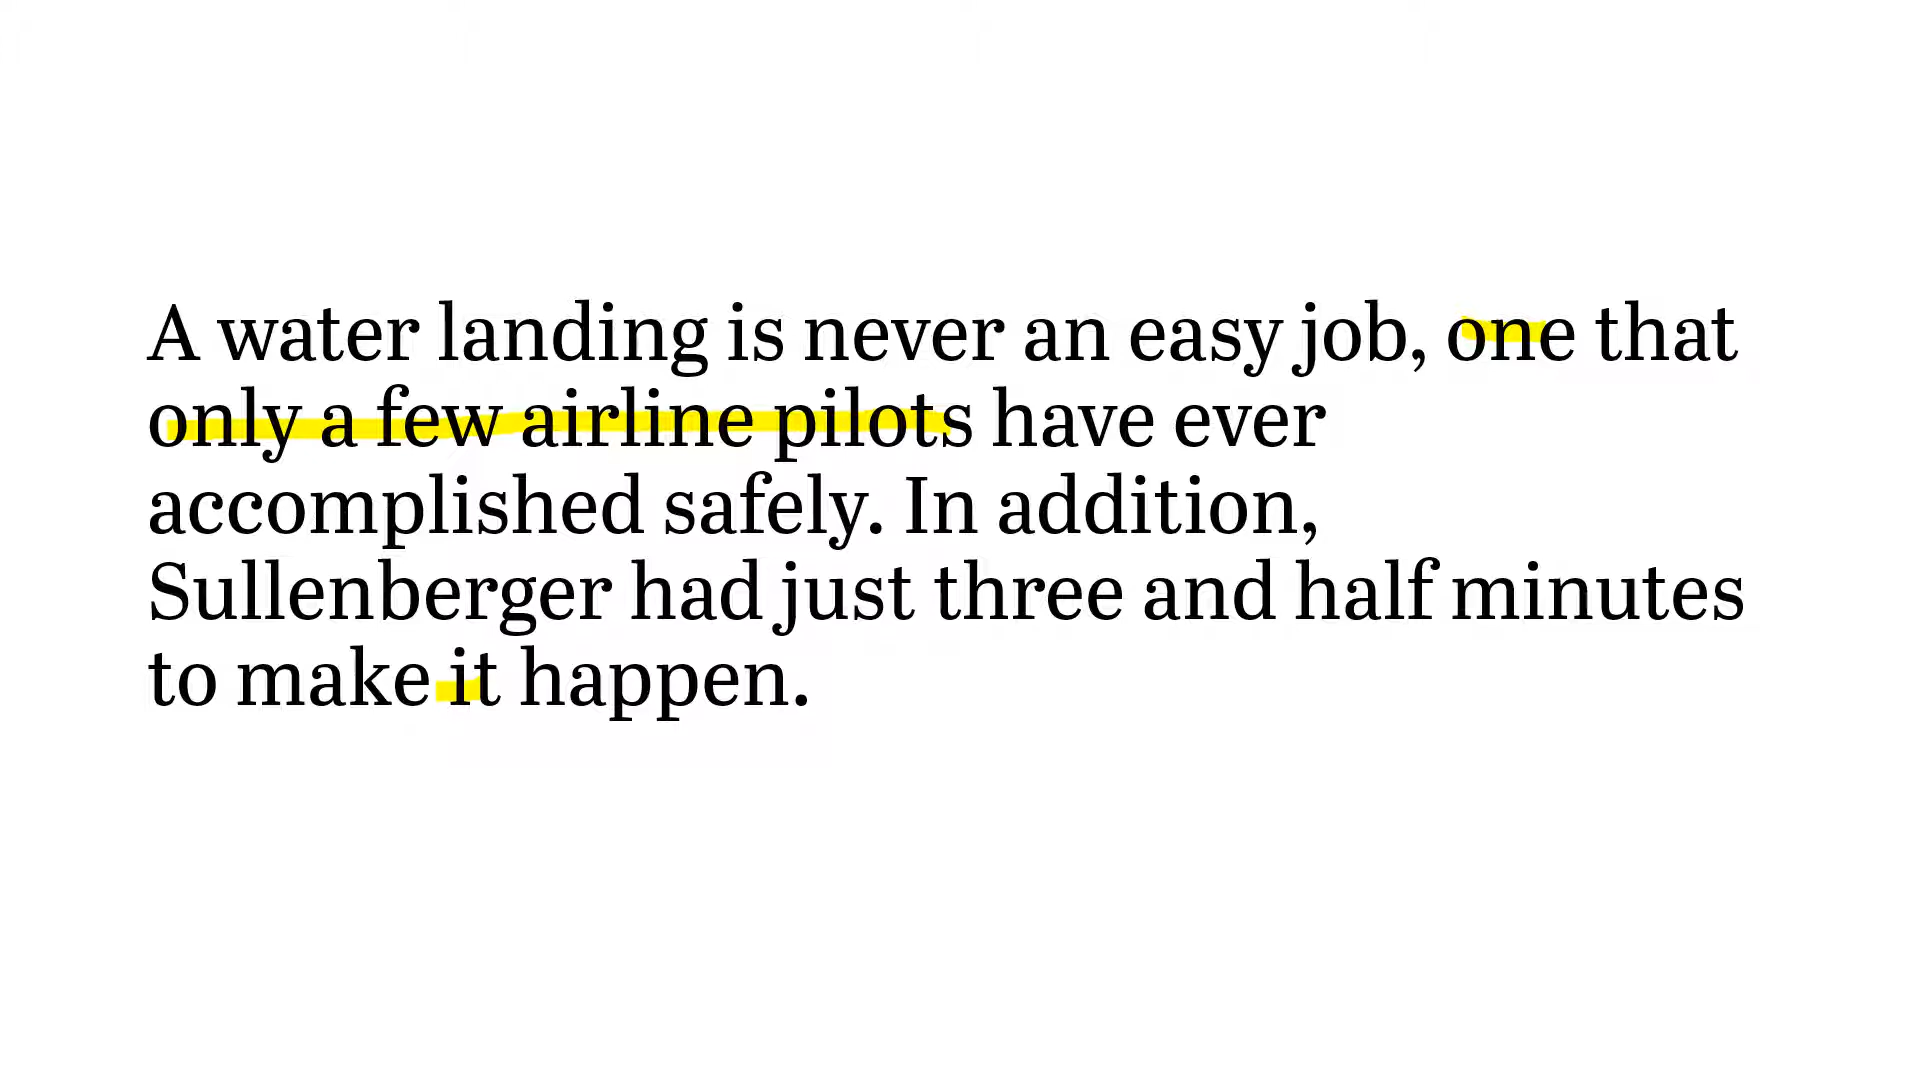 A water landing is never an easy job, one that
only a few airline pilots have ever
accomplished safely. In addition,
Sullenberger had just three and half minutes
to make it happen.